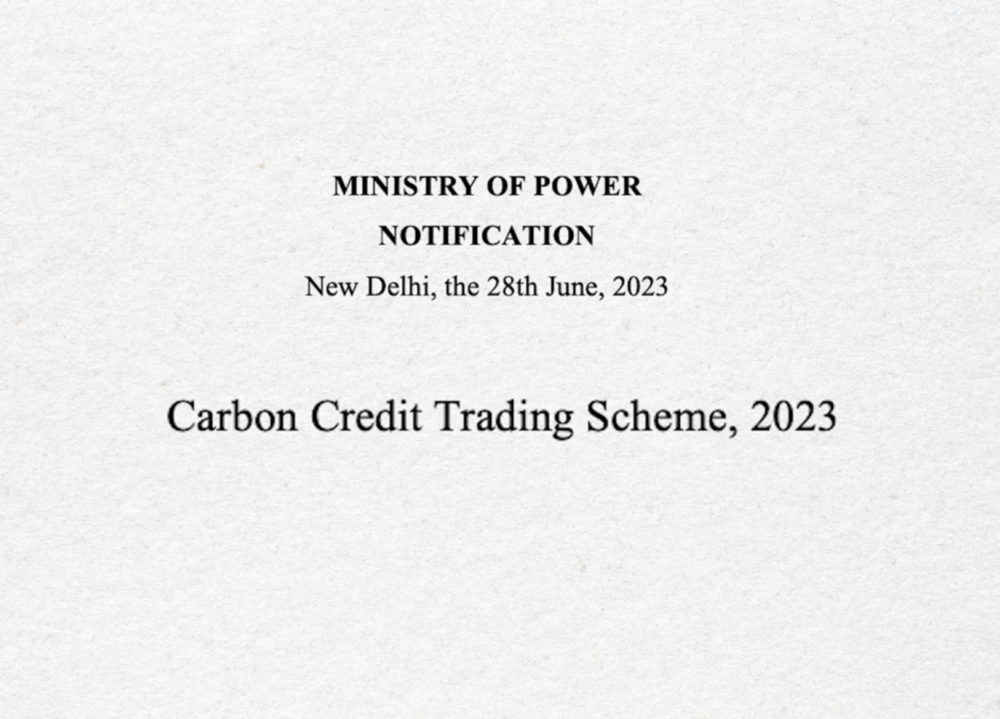 MINISTRY OF POWER
NOTIFICATION
New Delhi, the 28th June, 2023
Carbon Credit Trading Scheme, 2023